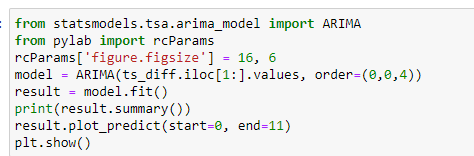 from statsmodels.tsa.arima_model import ARIMA
from pylab import rcParams
rcParams['figure.figsize'] = 16, 6
model = ARIMA(ts_diff.iloc[1:].values, order=(0,0,4))
result = model.fit()
print(result.summary())
result.plot_predict(start=0, end=11)
plt.show()